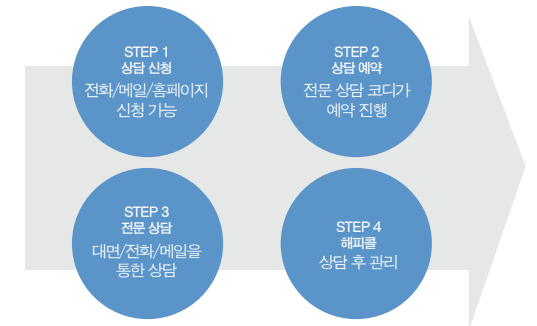 STEP 1
상담 신청
전화/메일/홈페이지
신청 가능
STEP 2
상담 예약
전문 상담 코디가
예약 진행
STEP 3
전문 상담
대면/전화/메일을
통한 상담
STEP 4
해피콜
상담 후 관리